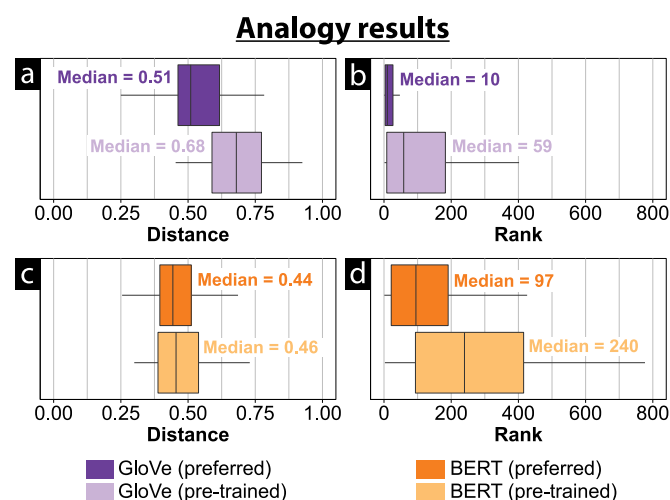 Analogy results
a
Median = 0.51
Median = 0.68
0.00 0.25 0.50 0.75 1.00
Distance
b
Median = 10
Median = 59
0 200 400 600 800
Rank
c
Median = 0.44
Median = 0.46
0.00 0.25 0.50 0.75 1.00
Distance
d
Median = 97
Median = 240
0 200 400 600 800
Rank
GloVe (preferred)
GloVe (pre-trained)
BERT (preferred)
BERT (pre-trained)